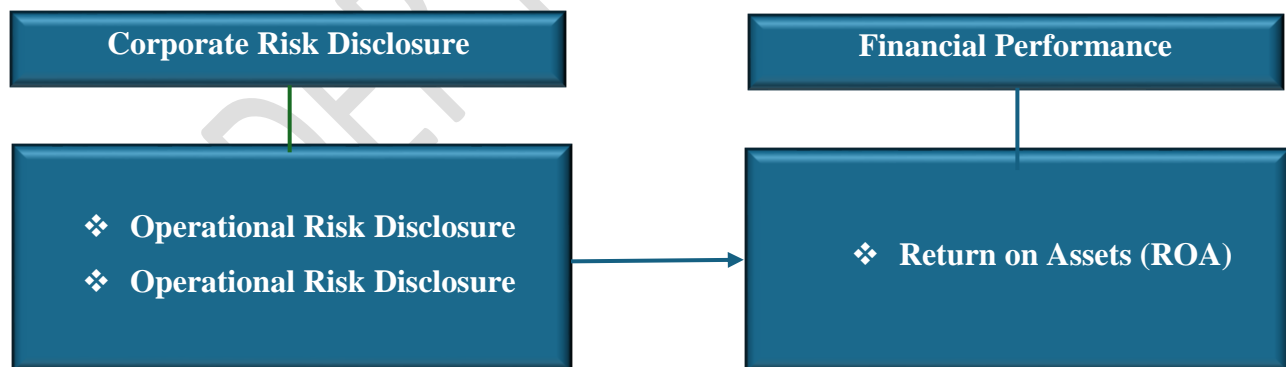 Corporate Risk Disclosure
Financial Performance
❖ Operational Risk Disclosure
❖ Operational Risk Disclosure
❖ Return on Assets (ROA)